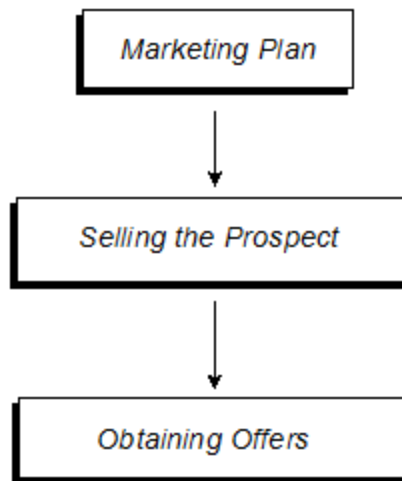 Marketing Plan
Selling the Prospect
Obtaining Offers